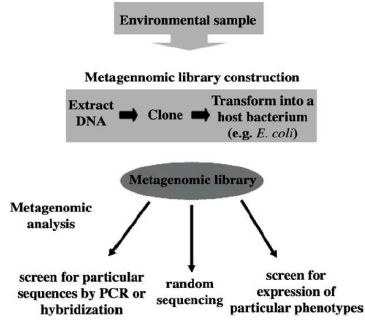 Environmental sample
Metagennomic library construction
Extract
DNA
Clone
Transform into a
host bacterium
(e.g. E. coli)
Metagenomic library
Metagenomic
analysis
screen for particular
sequences by PCR or
hybridization
random
sequencing
screen for
expression of
particular phenotypes